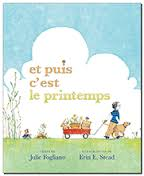 et puis
c'est
le printemps
Julie Fogliano
Erin E. Stead